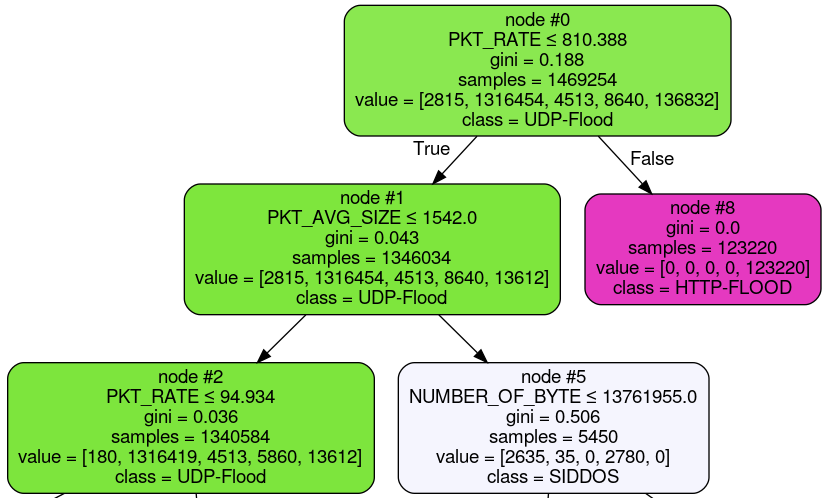 node #0
PKT_RATE ≤ 810.388
gini = 0.188
samples = 1469254
value = [2815, 1316454, 4513, 8640, 136832]
class = UDP-Flood
True
False
node #1
PKT_AVG_SIZE ≤ 1542.0
gini = 0.043
samples = 1346034
value = [2815, 1316454, 4513, 8640, 13612]
class = UDP-Flood
node #8
gini = 0.0
samples = 123220
value = [0, 0, 0, 0, 123220]
class = HTTP-FLOOD
node #2
PKT_RATE ≤ 94.934
gini = 0.036
samples = 1340584
value = [180, 1316419, 4513, 5860, 13612]
class = UDP-Flood
node #5
NUMBER_OF_BYTE ≤ 13761955.0
gini = 0.506
samples = 5450
value = [2635, 35, 0, 2780, 0]
class = SIDDOS